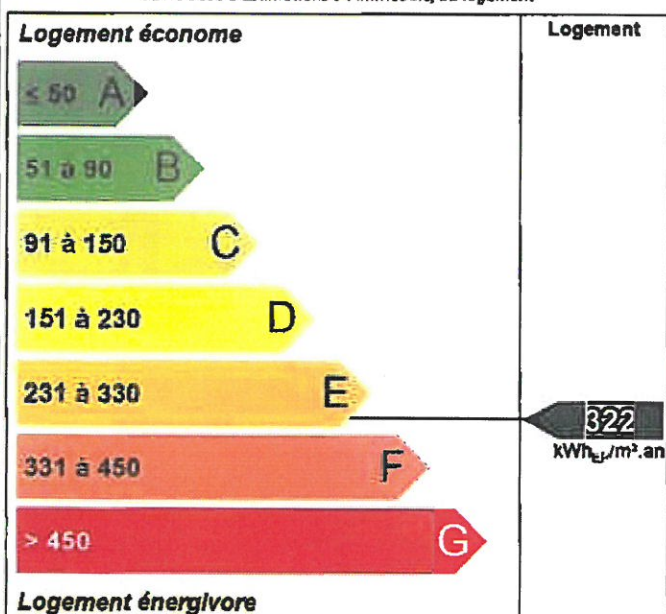 Logement économe
Logement
≤ 50 A
51 à 90 B
91 à 150 C
151 à 230 D
231 à 330 E
322
kWhEP/m².an
331 à 450 F
> 450 G
Logement énergivore